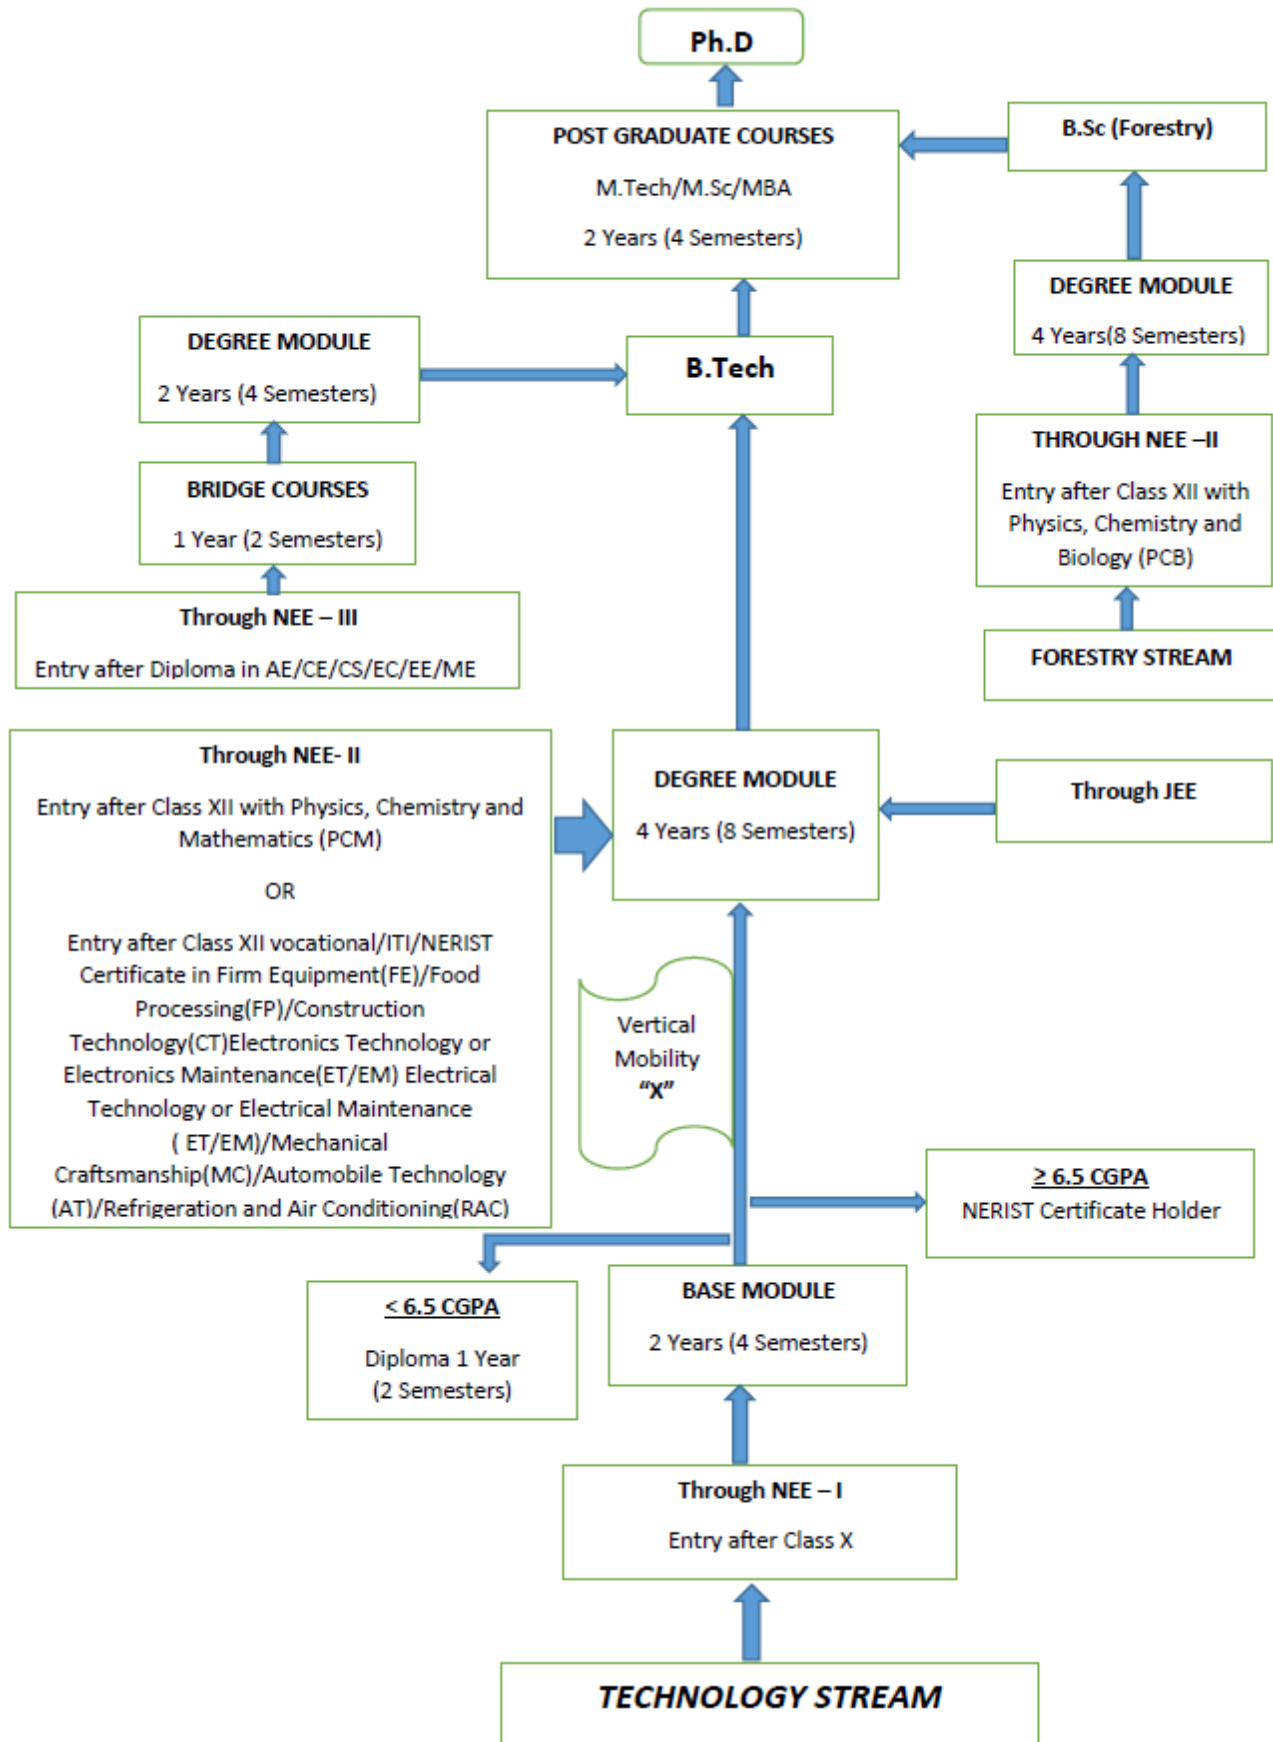 Ph.D
POST GRADUATE COURSES
M.Tech/M.Sc/MBA
2 Years (4 Semesters)
B.Sc (Forestry)
DEGREE MODULE
4 Years(8 Semesters)
DEGREE MODULE
2 Years (4 Semesters)
B.Tech
THROUGH NEE –II
Entry after Class XII with
Physics, Chemistry and
Biology (PCB)
BRIDGE COURSES
1 Year (2 Semesters)
Through NEE – III
Entry after Diploma in AE/CE/CS/EC/EE/ME
FORESTRY STREAM
Through NEE- II
Entry after Class XII with Physics, Chemistry and
Mathematics (PCM)
OR
Entry after Class XII vocational/ITI/NERIST
Certificate in Firm Equipment(FE)/Food
Processing(FP)/Construction
Technology(CT)Electronics Technology or
Electronics Maintenance(ET/EM) Electrical
Technology or Electrical Maintenance
( ET/EM)/Mechanical
Craftsmanship(MC)/Automobile Technology
(AT)/Refrigeration and Air Conditioning(RAC)
DEGREE MODULE
4 Years (8 Semesters)
Through JEE
Vertical
Mobility
“X”
≥ 6.5 CGPA
NERIST Certificate Holder
< 6.5 CGPA
Diploma 1 Year
(2 Semesters)
BASE MODULE
2 Years (4 Semesters)
Through NEE – I
Entry after Class X
TECHNOLOGY STREAM